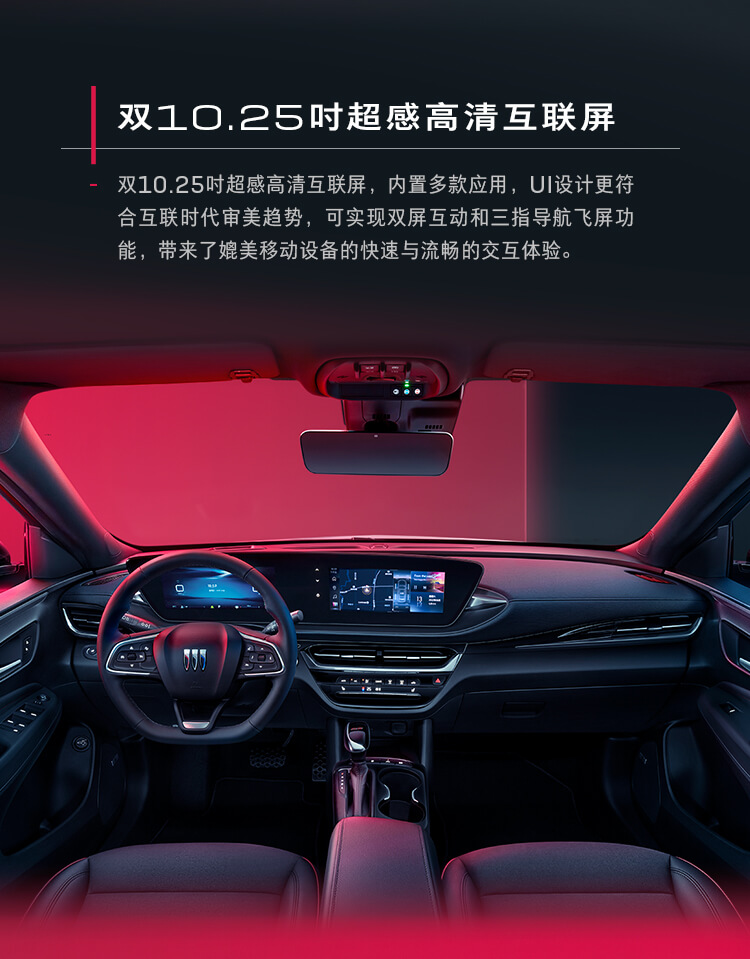 双10.25吋超感高清互联屏
- 双10.25吋超感高清互联屏，内置多款应用，UI设计更符
合互联时代审美趋势，可实现双屏互动和三指导航飞屏功
能，带来了媲美移动设备的快速与流畅的交互体验。